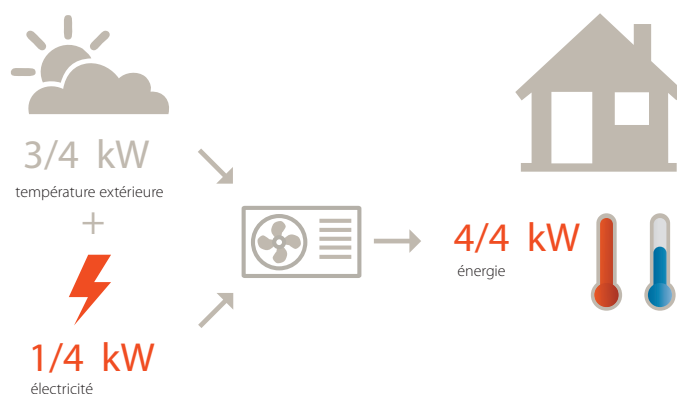 3/4 kW
température extérieure
+
1/4 kW
électricité
4/4 kW
énergie